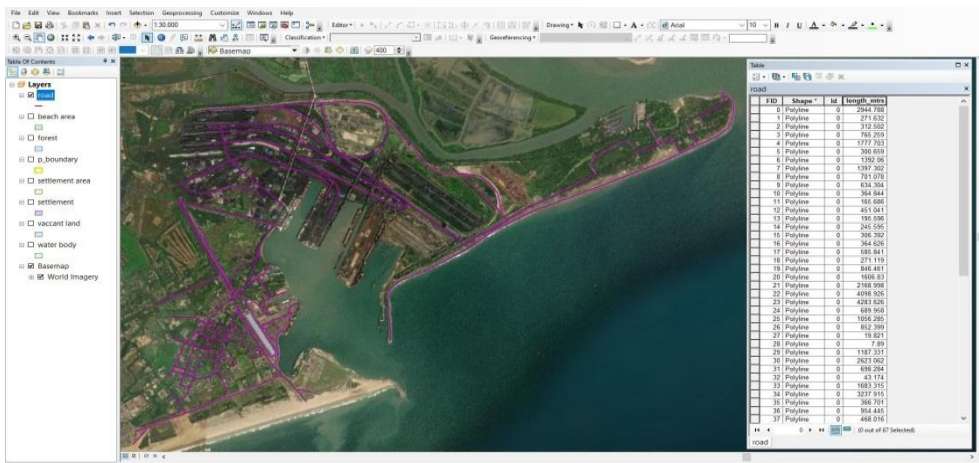 File Edit View Bookmarks Insert Selection Geoprocessing Customize Windows Help
1:30,000 Editor Drawing Arial 10 B I U A
Classification Georeferencing
Basemap 400
Table Of Contents
Layers
road
beach area
forest
p_boundary
settlement area
settlement
vaccant land
water body
Basemap
World Imagery
Table
road
FID Shape * Id length_mtrs
0 Polyline 0 2944.788
1 Polyline 0 271.632
2 Polyline 0 312.502
3 Polyline 0 765.259
4 Polyline 0 1777.703
5 Polyline 0 300.659
6 Polyline 0 1392.06
7 Polyline 0 1397.302
8 Polyline 0 701.078
9 Polyline 0 634.304
10 Polyline 0 364.844
11 Polyline 0 165.686
12 Polyline 0 451.041
13 Polyline 0 195.596
14 Polyline 0 245.595
15 Polyline 0 306.392
16 Polyline 0 364.626
17 Polyline 0 585.841
18 Polyline 0 271.119
19 Polyline 0 846.461
20 Polyline 0 1606.83
21 Polyline 0 2168.998
22 Polyline 0 4098.926
23 Polyline 0 4283.626
24 Polyline 0 689.958
25 Polyline 0 1056.285
26 Polyline 0 852.399
27 Polyline 0 19.821
28 Polyline 0 7.89
29 Polyline 0 1187.331
30 Polyline 0 2623.062
31 Polyline 0 698.284
32 Polyline 0 43.174
33 Polyline 0 1683.315
34 Polyline 0 3237.915
35 Polyline 0 366.701
36 Polyline 0 954.445
37 Polyline 0 468.016
0 (0 out of 67 Selected)
road